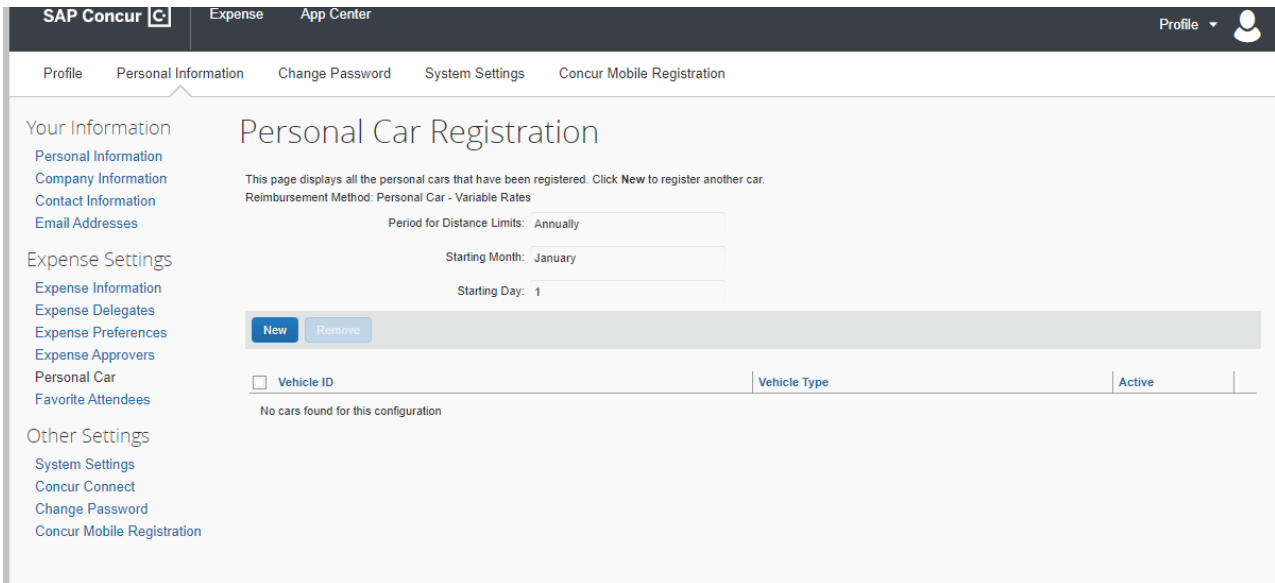 SAP Concur C Expense App Center Profile
Profile Personal Information Change Password System Settings Concur Mobile Registration
Your Information
Personal Information
Company Information
Contact Information
Email Addresses
Expense Settings
Expense Information
Expense Delegates
Expense Preferences
Expense Approvers
Personal Car
Favorite Attendees
Other Settings
System Settings
Concur Connect
Change Password
Concur Mobile Registration
Personal Car Registration
This page displays all the personal cars that have been registered. Click New to register another car.
Reimbursement Method: Personal Car - Variable Rates
Period for Distance Limits: Annually
Starting Month: January
Starting Day: 1
New Remove
Vehicle ID Vehicle Type Active
No cars found for this configuration